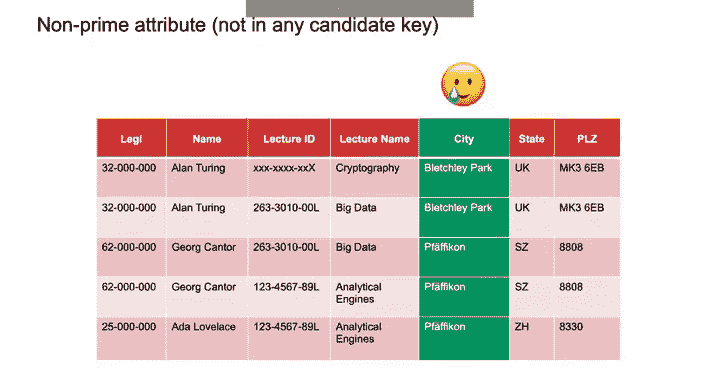 Non-prime attribute (not in any candidate key)
Legi Name Lecture ID Lecture Name City State PLZ
32-000-000 Alan Turing xxx-xxxx-xxX Cryptography Bletchley Park UK MK3 6EB
32-000-000 Alan Turing 263-3010-00L Big Data Bletchley Park UK MK3 6EB
62-000-000 Georg Cantor 263-3010-00L Big Data Pfäffikon SZ 8808
62-000-000 Georg Cantor 123-4567-89L Analytical Engines Pfäffikon SZ 8808
25-000-000 Ada Lovelace 123-4567-89L Analytical Engines Pfäffikon ZH 8330